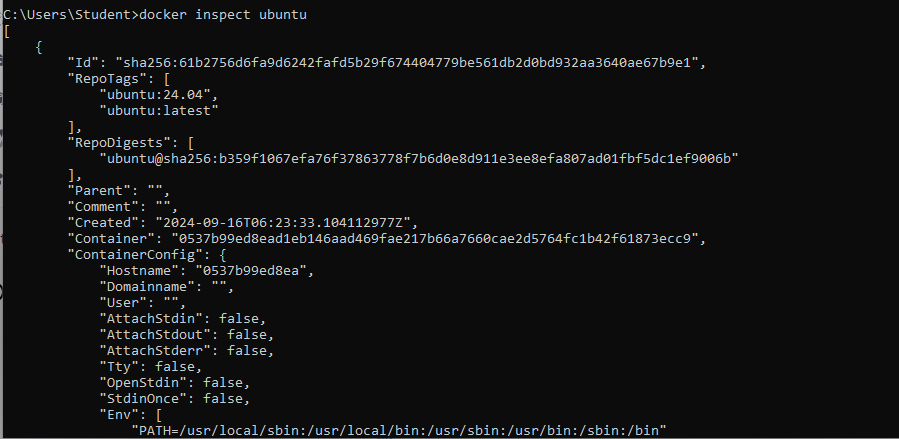 C:\Users\Student>docker inspect ubuntu
[
    {
        "Id": "sha256:61b2756d6fa9d6242fafd5b29f674404779be561db2d0bd932aa3640ae67b9e1",
        "RepoTags": [
            "ubuntu:24.04",
            "ubuntu:latest"
        ],
        "RepoDigests": [
            "ubuntu@sha256:b359f1067efa76f37863778f7b6d0e8d911e3ee8efa807ad01fbf5dc1ef9006b"
        ],
        "Parent": "",
        "Comment": "",
        "Created": "2024-09-16T06:23:33.104112977Z",
        "Container": "0537b99ed8ead1eb146aad469fae217b66a7660cae2d5764fc1b42f61873ecc9",
        "ContainerConfig": {
            "Hostname": "0537b99ed8ea",
            "Domainname": "",
            "User": "",
            "AttachStdin": false,
            "AttachStdout": false,
            "AttachStderr": false,
            "Tty": false,
            "OpenStdin": false,
            "StdinOnce": false,
            "Env": [
                "PATH=/usr/local/sbin:/usr/local/bin:/usr/sbin:/usr/bin:/sbin:/bin"